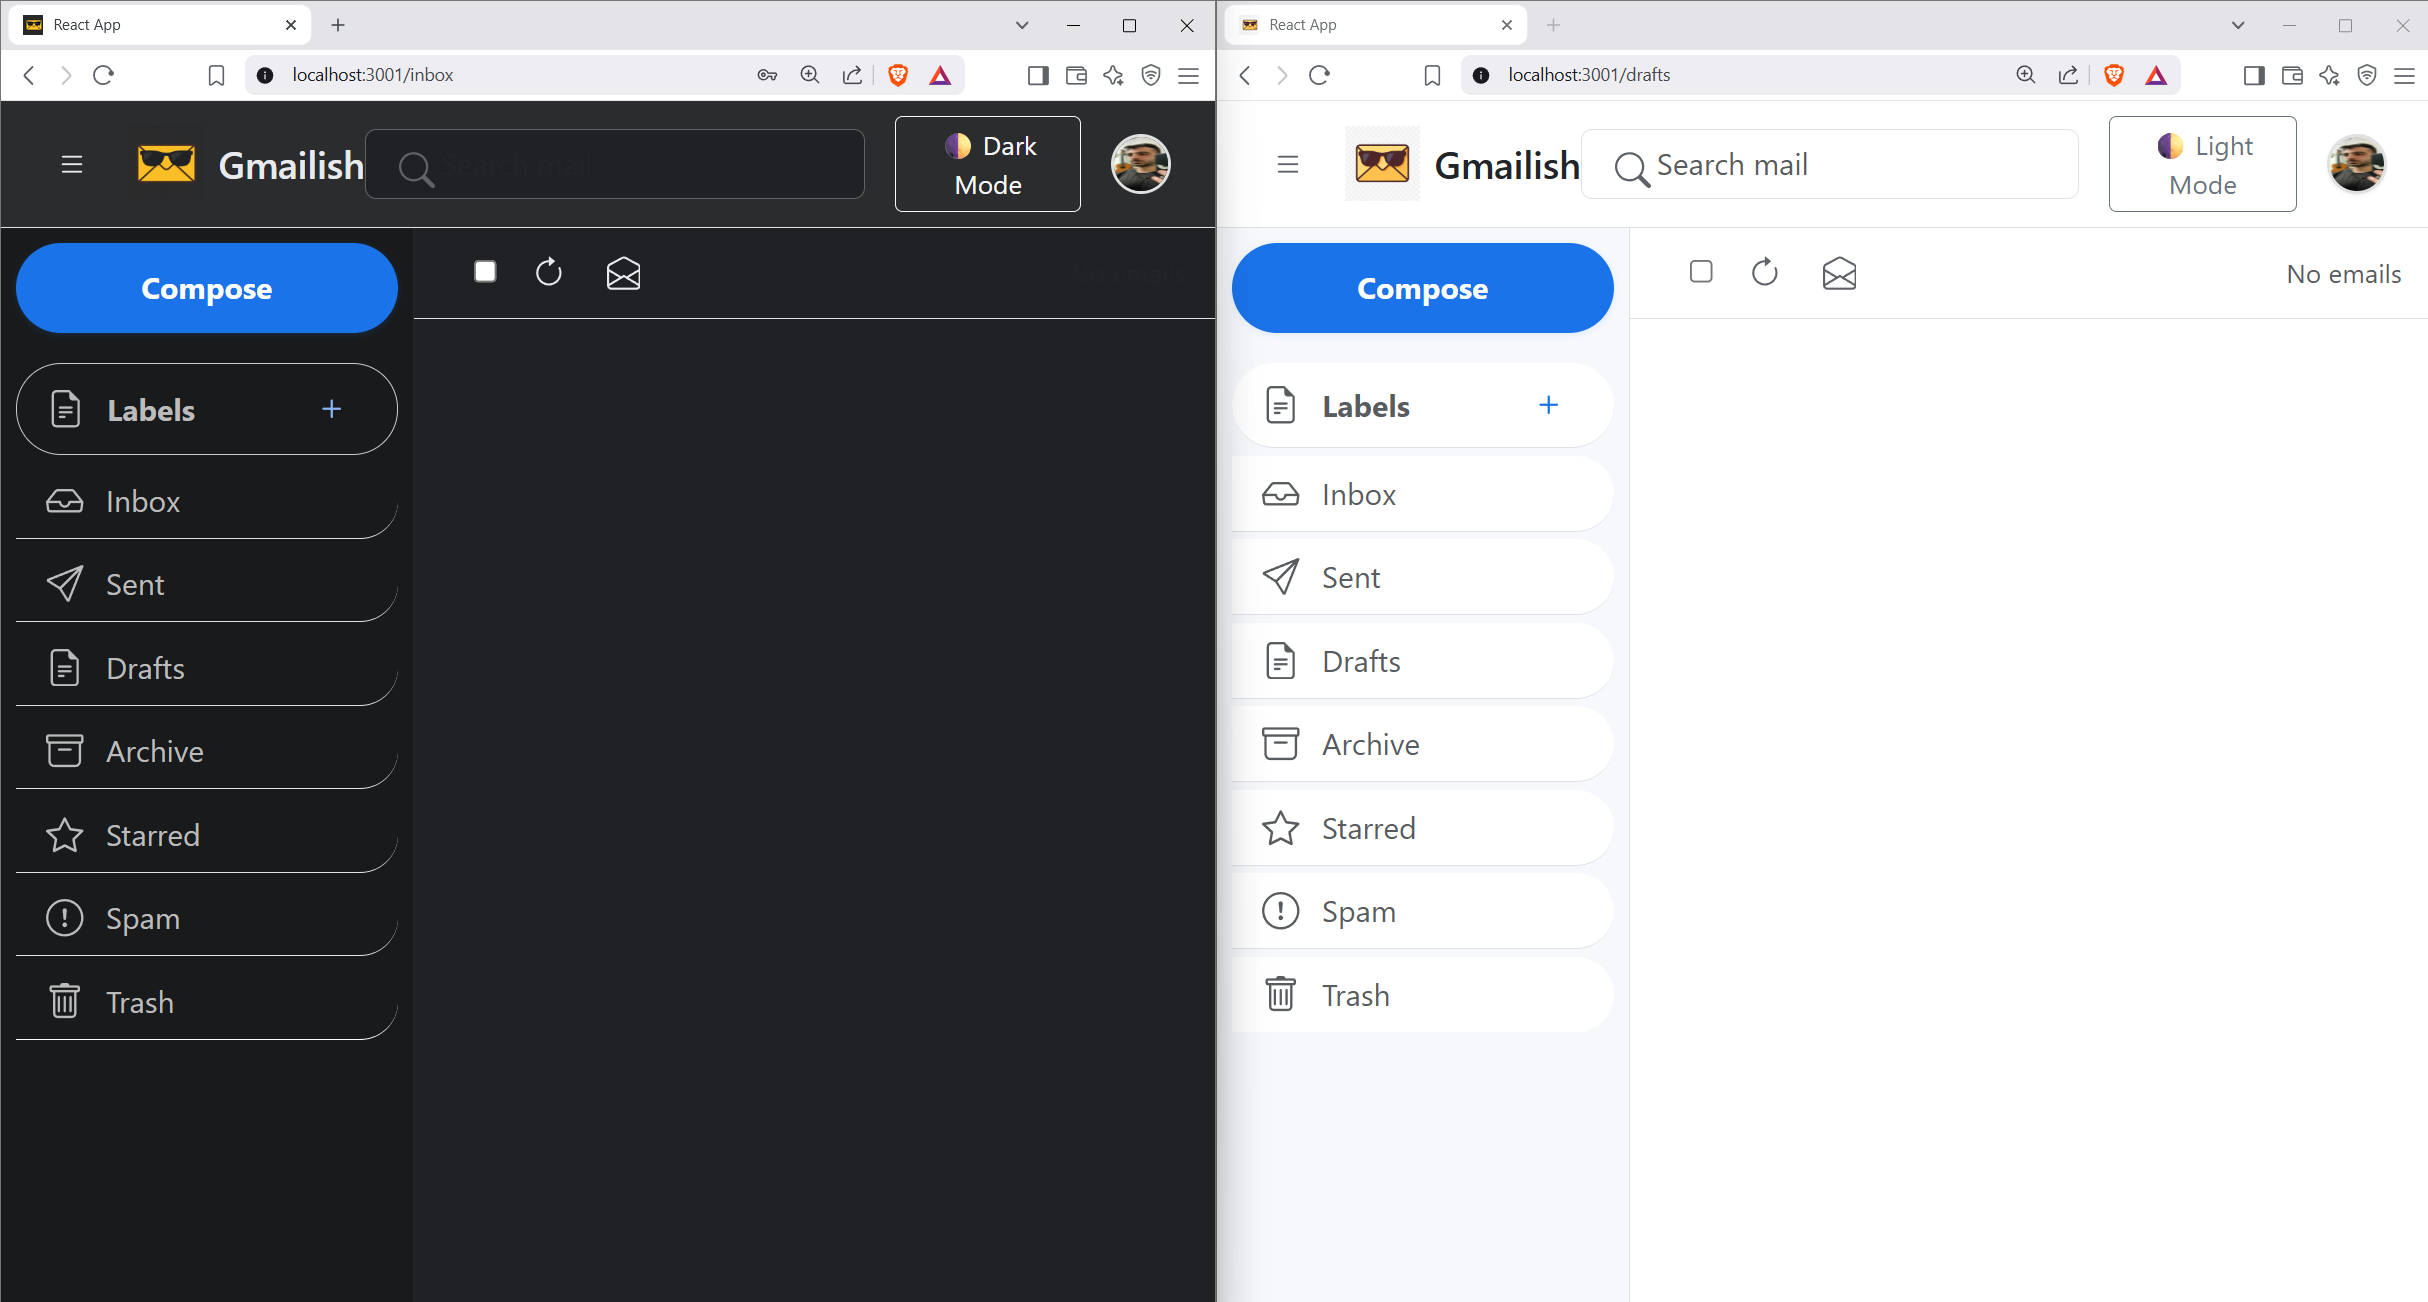 React App
localhost:3001/inbox
Gmailish
Search mail
Dark
Mode
Compose
No emails
Labels
Inbox
Sent
Drafts
Archive
Starred
Spam
Trash
React App
localhost:3001/drafts
Gmailish
Search mail
Light
Mode
Compose
No emails
Labels
Inbox
Sent
Drafts
Archive
Starred
Spam
Trash